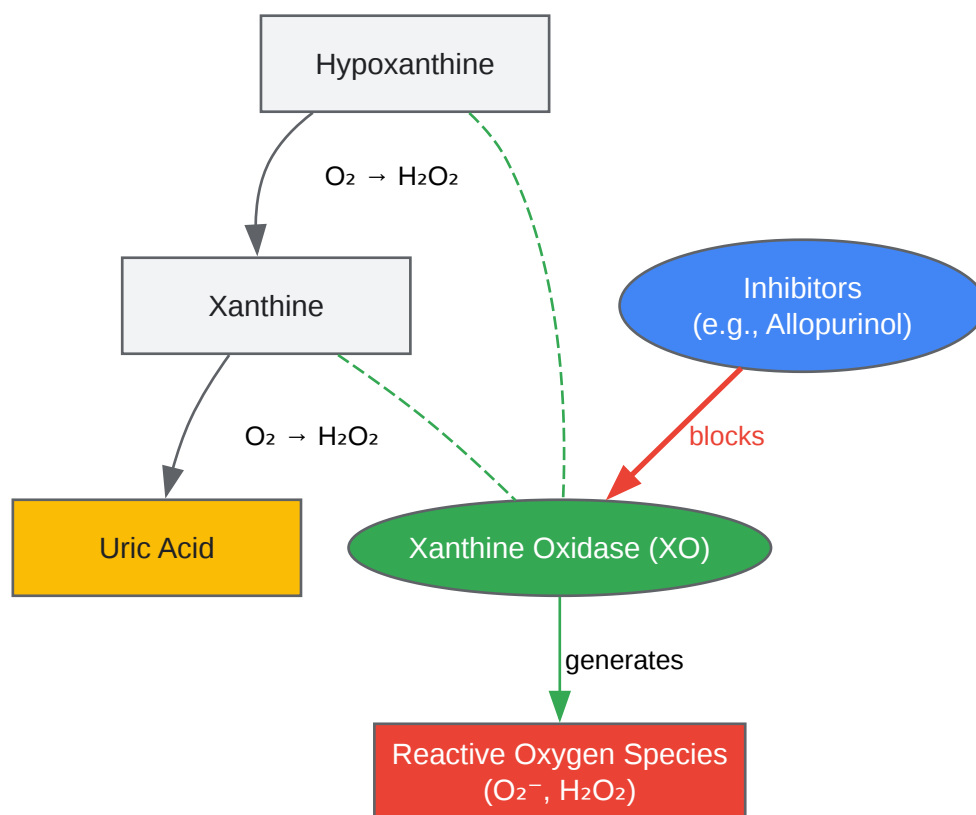 Hypoxanthine
O₂ → H₂O₂
Xanthine
Inhibitors
(e.g., Allopurinol)
O₂ → H₂O₂
blocks
Uric Acid
Xanthine Oxidase (XO)
generates
Reactive Oxygen Species
(O₂⁻, H₂O₂)